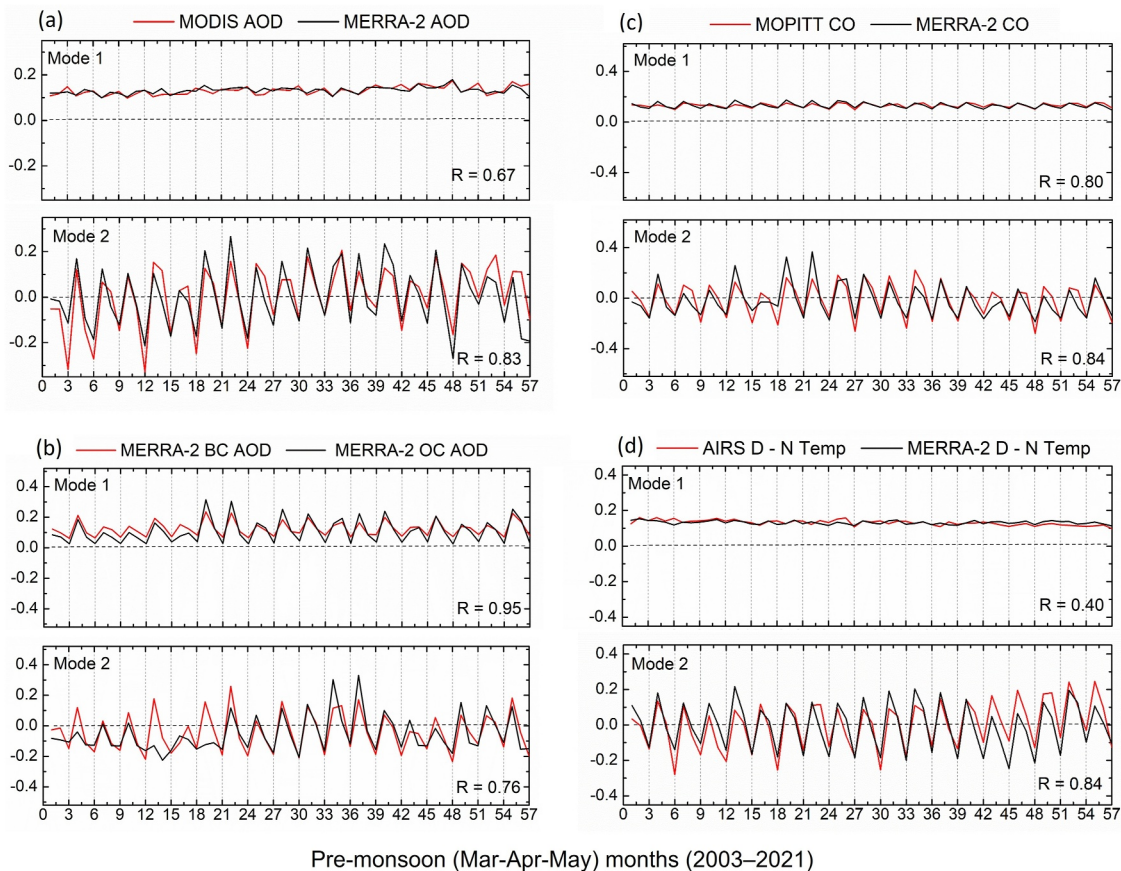 (a) MODIS AOD MERRA-2 AOD
Mode 1
0.2
0.0
-0.2
R = 0.67
Mode 2
0.2
0.0
-0.2
R = 0.83
0 3 6 9 12 15 18 21 24 27 30 33 36 39 42 45 48 51 54 57
(c) MOPITT CO MERRA-2 CO
Mode 1
0.4
0.0
-0.4
R = 0.80
Mode 2
0.4
0.0
-0.4
R = 0.84
0 3 6 9 12 15 18 21 24 27 30 33 36 39 42 45 48 51 54 57
(b) MERRA-2 BC AOD MERRA-2 OC AOD
Mode 1
0.4
0.2
0.0
-0.2
-0.4
R = 0.95
Mode 2
0.4
0.2
0.0
-0.2
-0.4
R = 0.76
0 3 6 9 12 15 18 21 24 27 30 33 36 39 42 45 48 51 54 57
(d) AIRS D - N Temp MERRA-2 D - N Temp
Mode 1
0.4
0.2
0.0
-0.2
-0.4
R = 0.40
Mode 2
0.4
0.2
0.0
-0.2
-0.4
R = 0.84
0 3 6 9 12 15 18 21 24 27 30 33 36 39 42 45 48 51 54 57
Pre-monsoon (Mar-Apr-May) months (2003–2021)